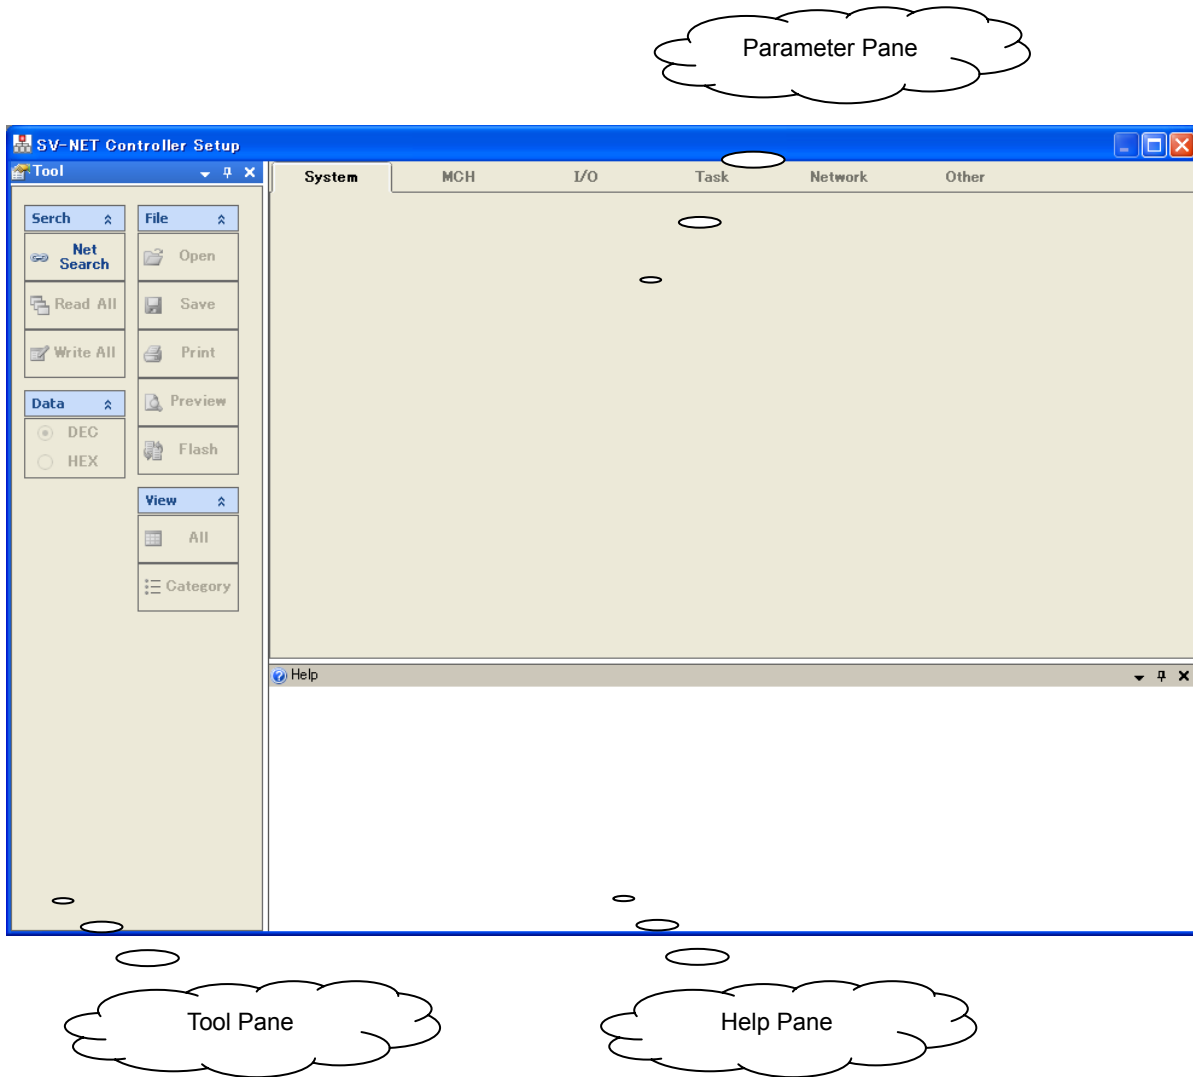 Parameter Pane
SV-NET Controller Setup
Tool
System MCH I/O Task Network Other
Serch
Net
Search
Read All
Write All
Data
DEC
HEX
File
Open
Save
Print
Preview
Flash
View
All
Category
Help
Tool Pane
Help Pane